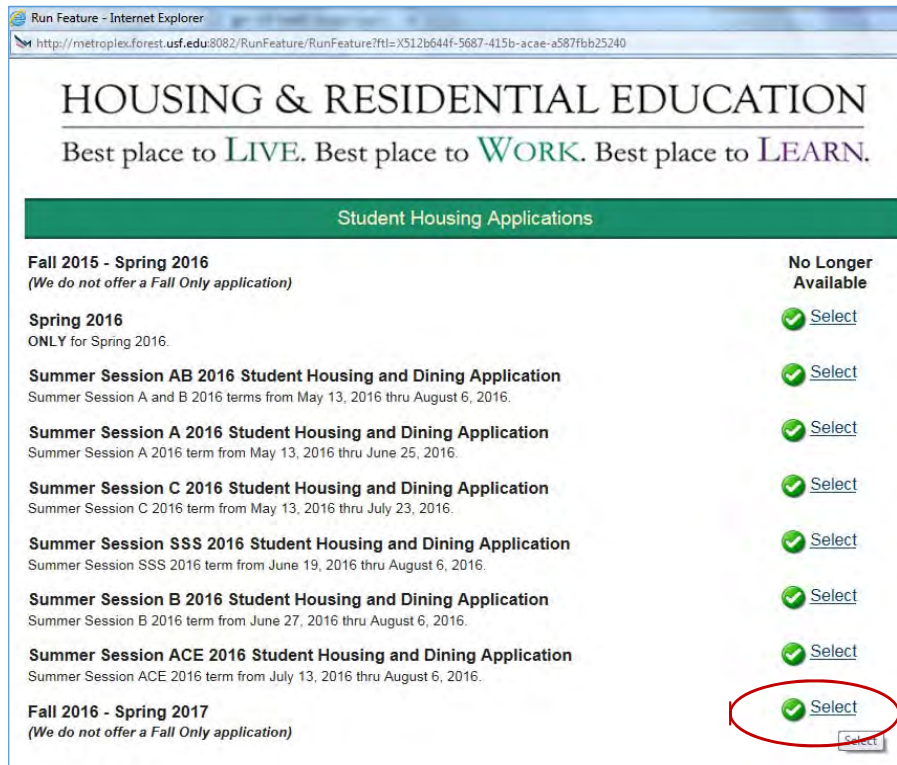 Run Feature - Internet Explorer
http://metroplex.forest.usf.edu:8082/RunFeature/RunFeature?ftl=X512b644f-5687-415b-acae-a587fbb25240
HOUSING & RESIDENTIAL EDUCATION
Best place to LIVE. Best place to WORK. Best place to LEARN.
Student Housing Applications
Fall 2015 - Spring 2016
(We do not offer a Fall Only application)
No Longer
Available
Spring 2016
ONLY for Spring 2016.
Select
Summer Session AB 2016 Student Housing and Dining Application
Summer Session A and B 2016 terms from May 13, 2016 thru August 6, 2016.
Select
Summer Session A 2016 Student Housing and Dining Application
Summer Session A 2016 term from May 13, 2016 thru June 25, 2016.
Select
Summer Session C 2016 Student Housing and Dining Application
Summer Session C 2016 term from May 13, 2016 thru July 23, 2016.
Select
Summer Session SSS 2016 Student Housing and Dining Application
Summer Session SSS 2016 term from June 19, 2016 thru August 6, 2016.
Select
Summer Session B 2016 Student Housing and Dining Application
Summer Session B 2016 term from June 27, 2016 thru August 6, 2016.
Select
Summer Session ACE 2016 Student Housing and Dining Application
Summer Session ACE 2016 term from July 13, 2016 thru August 6, 2016.
Select
Fall 2016 - Spring 2017
(We do not offer a Fall Only application)
Select
Select